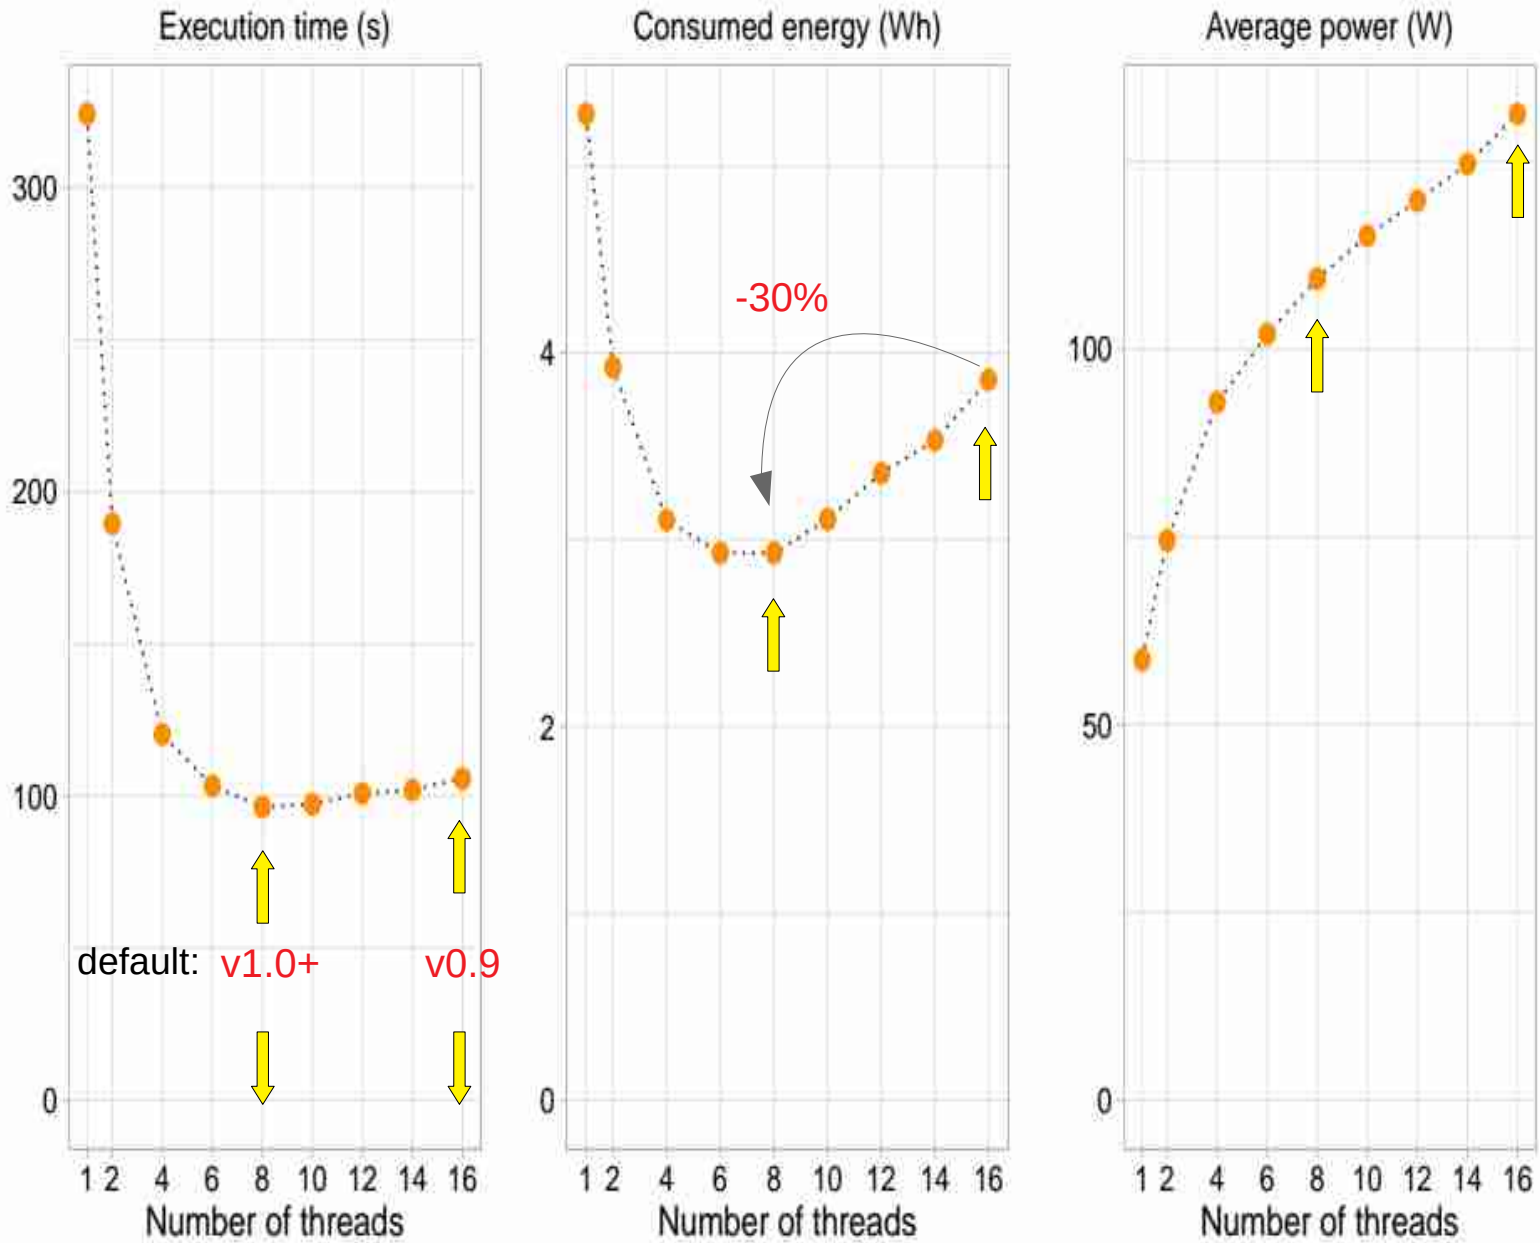 Execution time (s)
300
200
100
0
default: v1.0+ v0.9
1 2 4 6 8 10 12 14 16
Number of threads
Consumed energy (Wh)
-30%
4
2
0
1 2 4 6 8 10 12 14 16
Number of threads
Average power (W)
100
50
0
1 2 4 6 8 10 12 14 16
Number of threads